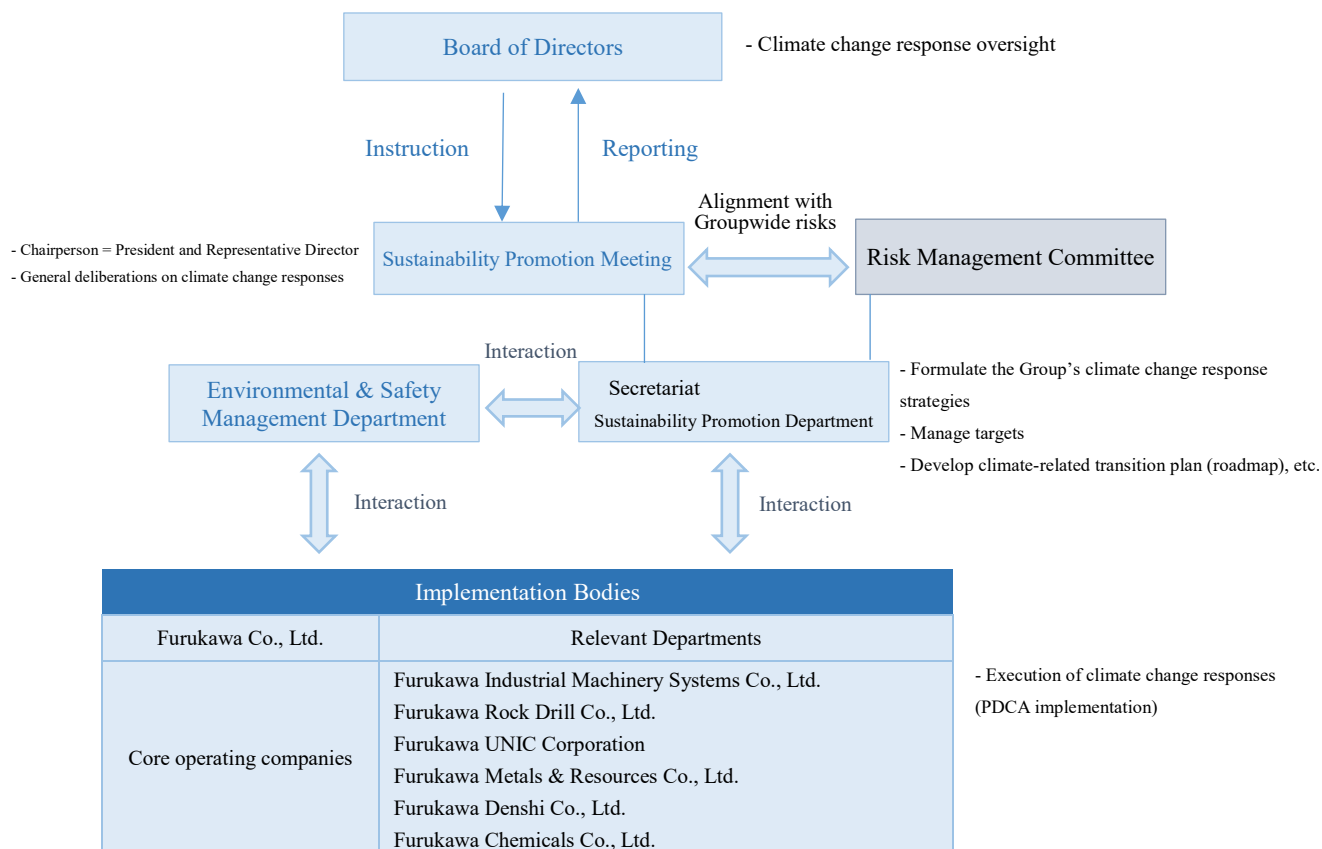 Board of Directors
- Climate change response oversight
Instruction
Reporting
Alignment with
Groupwide risks
- Chairperson = President and Representative Director
- General deliberations on climate change responses
Sustainability Promotion Meeting
Risk Management Committee
Interaction
Environmental & Safety
Management Department
Secretariat
Sustainability Promotion Department
- Formulate the Group’s climate change response
strategies
- Manage targets
- Develop climate-related transition plan (roadmap), etc.
Interaction
Interaction
Implementation Bodies
Furukawa Co., Ltd.
Relevant Departments
Core operating companies
Furukawa Industrial Machinery Systems Co., Ltd.
Furukawa Rock Drill Co., Ltd.
Furukawa UNIC Corporation
Furukawa Metals & Resources Co., Ltd.
Furukawa Denshi Co., Ltd.
Furukawa Chemicals Co., Ltd.
- Execution of climate change responses
(PDCA implementation)